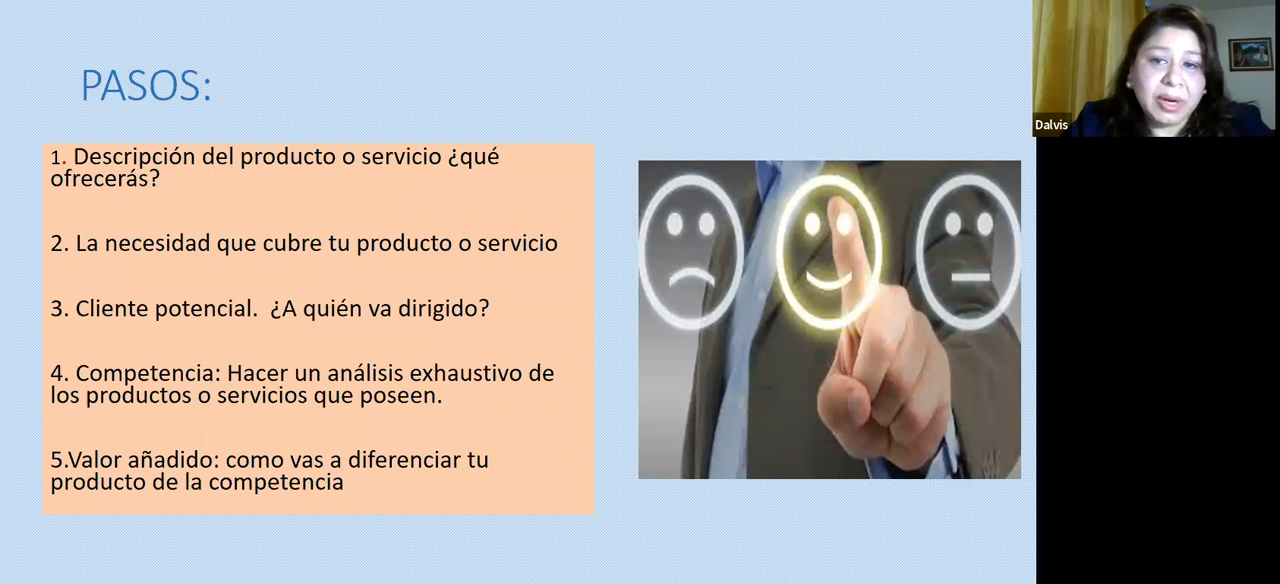 PASOS:
1. Descripción del producto o servicio ¿qué
ofrecerás?
2. La necesidad que cubre tu producto o servicio
3. Cliente potencial.  ¿A quién va dirigido?
4. Competencia: Hacer un análisis exhaustivo de
los productos o servicios que poseen.
5.Valor añadido: como vas a diferenciar tu
producto de la competencia
Dalvis